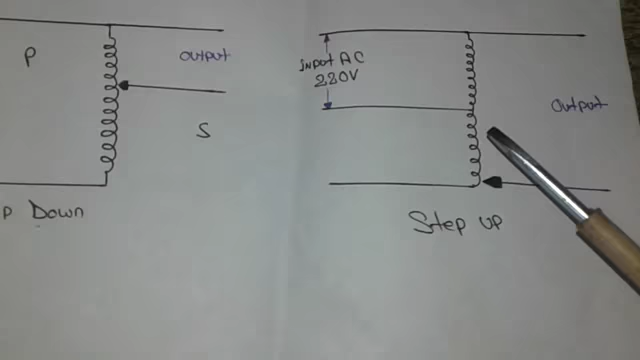 P
OUTPUT
S
P Down
INPUT AC
220V
OUTPUT
Step UP